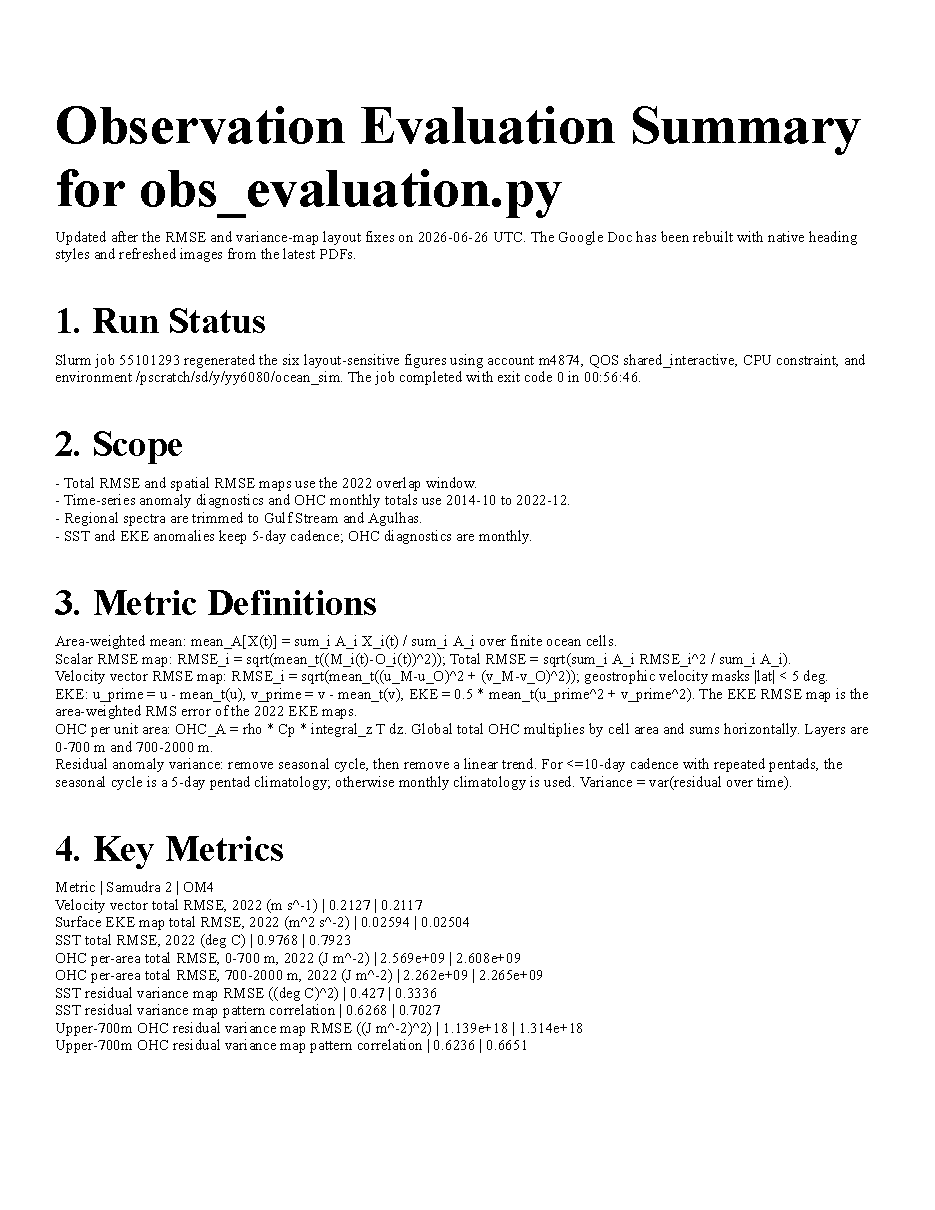 Observation Evaluation Summary
for obs_evaluation.py
Updated after the RMSE and variance-map layout fixes on 2026-06-26 UTC. The Google Doc has been rebuilt with native heading
styles and refreshed images from the latest PDFs.
1. Run Status
Slurm job 55101293 regenerated the six layout-sensitive figures using account m4874, QOS shared_interactive, CPU constraint, and
environment /pscratch/sd/y/yy6080/ocean_sim. The job completed with exit code 0 in 00:56:46.
2. Scope
- Total RMSE and spatial RMSE maps use the 2022 overlap window.
- Time-series anomaly diagnostics and OHC monthly totals use 2014-10 to 2022-12.
- Regional spectra are trimmed to Gulf Stream and Agulhas.
- SST and EKE anomalies keep 5-day cadence; OHC diagnostics are monthly.
3. Metric Definitions
Area-weighted mean: mean_A[X(t)] = sum_i A_i X_i(t) / sum_i A_i over finite ocean cells.
Scalar RMSE map: RMSE_i = sqrt(mean_t((M_i(t)-O_i(t))^2)); Total RMSE = sqrt(sum_i A_i RMSE_i^2 / sum_i A_i).
Velocity vector RMSE map: RMSE_i = sqrt(mean_t((u_M-u_O)^2 + (v_M-v_O)^2)); geostrophic velocity masks |lat| < 5 deg.
EKE: u_prime = u - mean_t(u), v_prime = v - mean_t(v), EKE = 0.5 * mean_t(u_prime^2 + v_prime^2). The EKE RMSE map is the
area-weighted RMS error of the 2022 EKE maps.
OHC per unit area: OHC_A = rho * Cp * integral_z T dz. Global total OHC multiplies by cell area and sums horizontally. Layers are
0-700 m and 700-2000 m.
Residual anomaly variance: remove seasonal cycle, then remove a linear trend. For <=10-day cadence with repeated pentads, the
seasonal cycle is a 5-day pentad climatology; otherwise monthly climatology is used. Variance = var(residual over time).
4. Key Metrics
Metric | Samudra 2 | OM4
Velocity vector total RMSE, 2022 (m s^-1) | 0.2127 | 0.2117
Surface EKE map total RMSE, 2022 (m^2 s^-2) | 0.02594 | 0.02504
SST total RMSE, 2022 (deg C) | 0.9768 | 0.7923
OHC per-area total RMSE, 0-700 m, 2022 (J m^-2) | 2.569e+09 | 2.608e+09
OHC per-area total RMSE, 700-2000 m, 2022 (J m^-2) | 2.262e+09 | 2.265e+09
SST residual variance map RMSE ((deg C)^2) | 0.427 | 0.3336
SST residual variance map pattern correlation | 0.6268 | 0.7027
Upper-700m OHC residual variance map RMSE ((J m^-2)^2) | 1.139e+18 | 1.314e+18
Upper-700m OHC residual variance map pattern correlation | 0.6236 | 0.6651